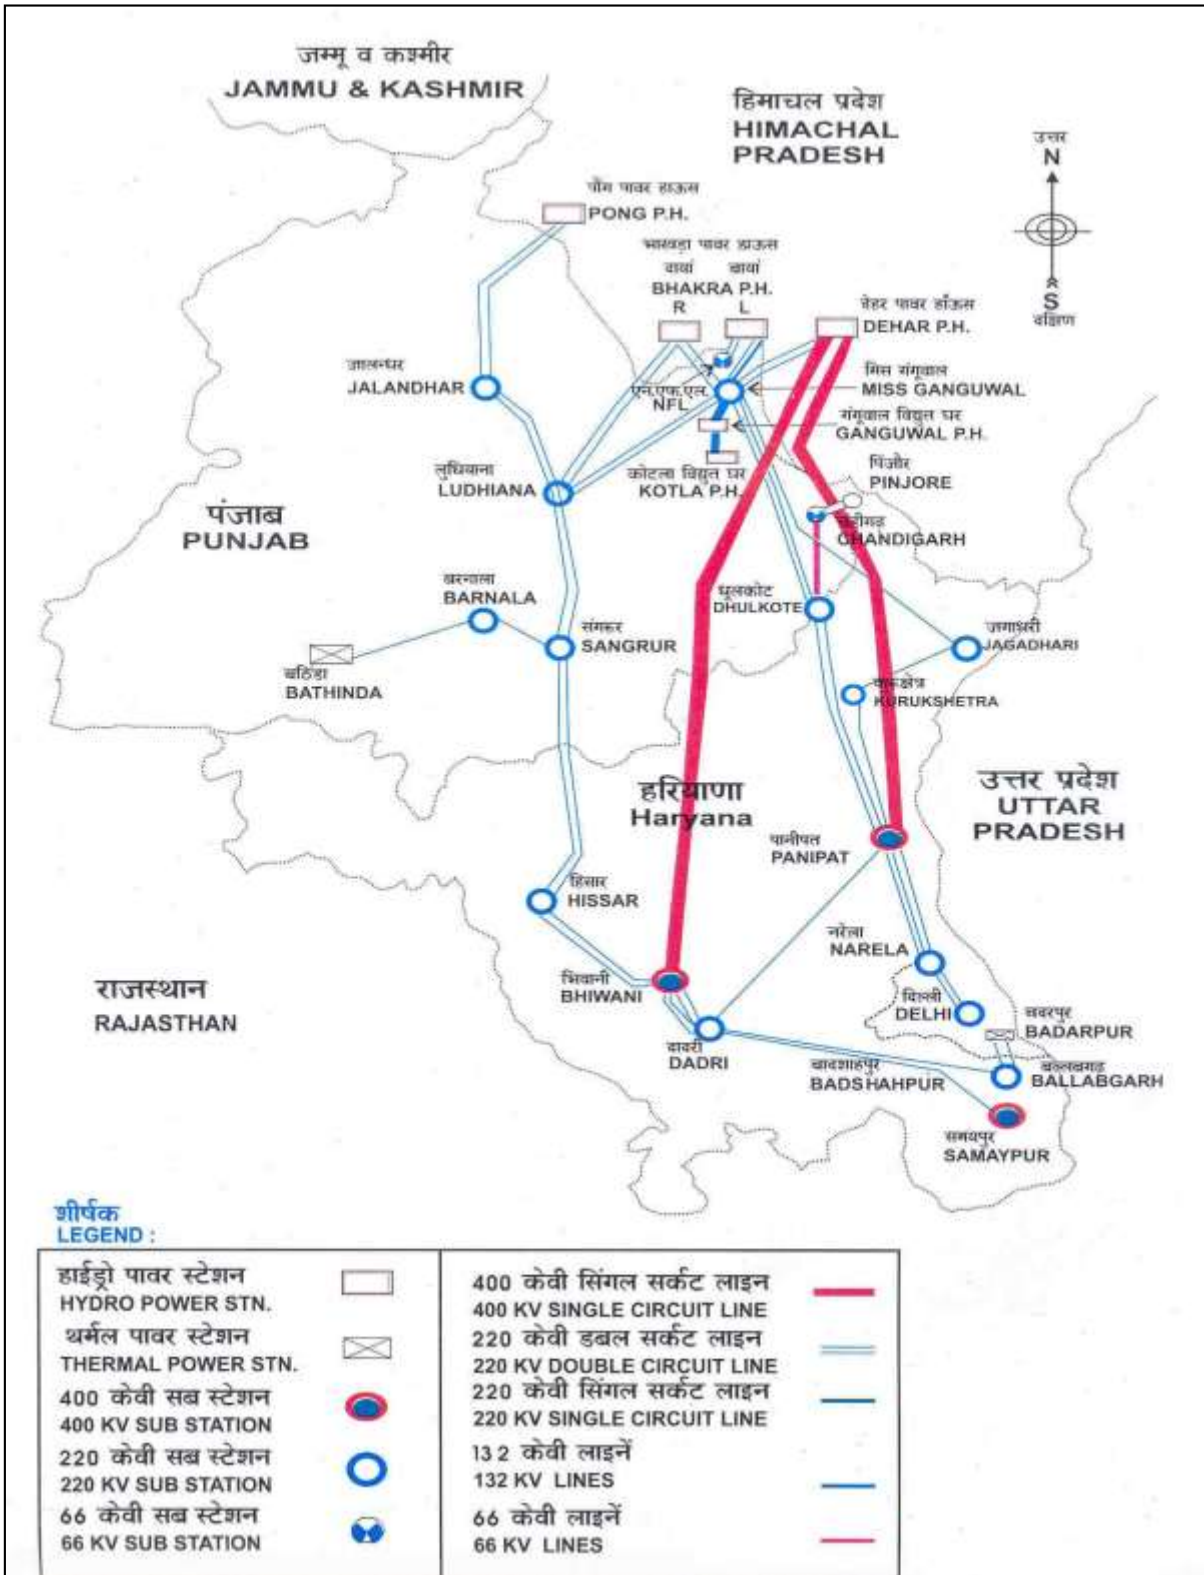 जम्मू व कश्मीर
JAMMU & KASHMIR
हिमाचल प्रदेश
HIMACHAL
PRADESH
उत्तर
N
S
दक्षिण
पौंग पावर हाऊस
PONG P.H.
भाखड़ा पावर हाऊस
दायां बायां
BHAKRA P.H.
R L
देहर पावर हॉऊस
DEHAR P.H.
जालन्धर
JALANDHAR
एन.एफ.एल.
NFL
मिस गंगूवाल
MISS GANGUWAL
गंगूवाल विद्युत घर
GANGUWAL P.H.
कोटला विद्युत घर
KOTLA P.H.
पिंजौर
PINJORE
लुधियाना
LUDHIANA
पंजाब
PUNJAB
CHANDIGARH
बरनाला
BARNALA
धूलकोट
DHULKOTE
संगरूर
SANGRUR
जगाधरी
JAGADHARI
बठिंडा
BATHINDA
कुरूक्षेत्र
KURUKSHETRA
हरियाणा
Haryana
उत्तर प्रदेश
UTTAR
PRADESH
पानीपत
PANIPAT
हिसार
HISSAR
नरेला
NARELA
भिवानी
BHIWANI
राजस्थान
RAJASTHAN
दिल्ली
DELHI
बदरपुर
BADARPUR
दादरी
DADRI
बादशाहपुर
BADSHAHPUR
बल्लबगढ़
BALLABGARH
समयपुर
SAMAYPUR
शीर्षक
LEGEND :
हाईड्रो पावर स्टेशन
HYDRO POWER STN.
थर्मल पावर स्टेशन
THERMAL POWER STN.
400 केवी सब स्टेशन
400 KV SUB STATION
220 केवी सब स्टेशन
220 KV SUB STATION
66 केवी सब स्टेशन
66 KV SUB STATION
400 केवी सिंगल सर्कट लाइन
400 KV SINGLE CIRCUIT LINE
220 केवी डबल सर्कट लाइन
220 KV DOUBLE CIRCUIT LINE
220 केवी सिंगल सर्कट लाइन
220 KV SINGLE CIRCUIT LINE
132 केवी लाइनें
132 KV LINES
66 केवी लाइनें
66 KV LINES